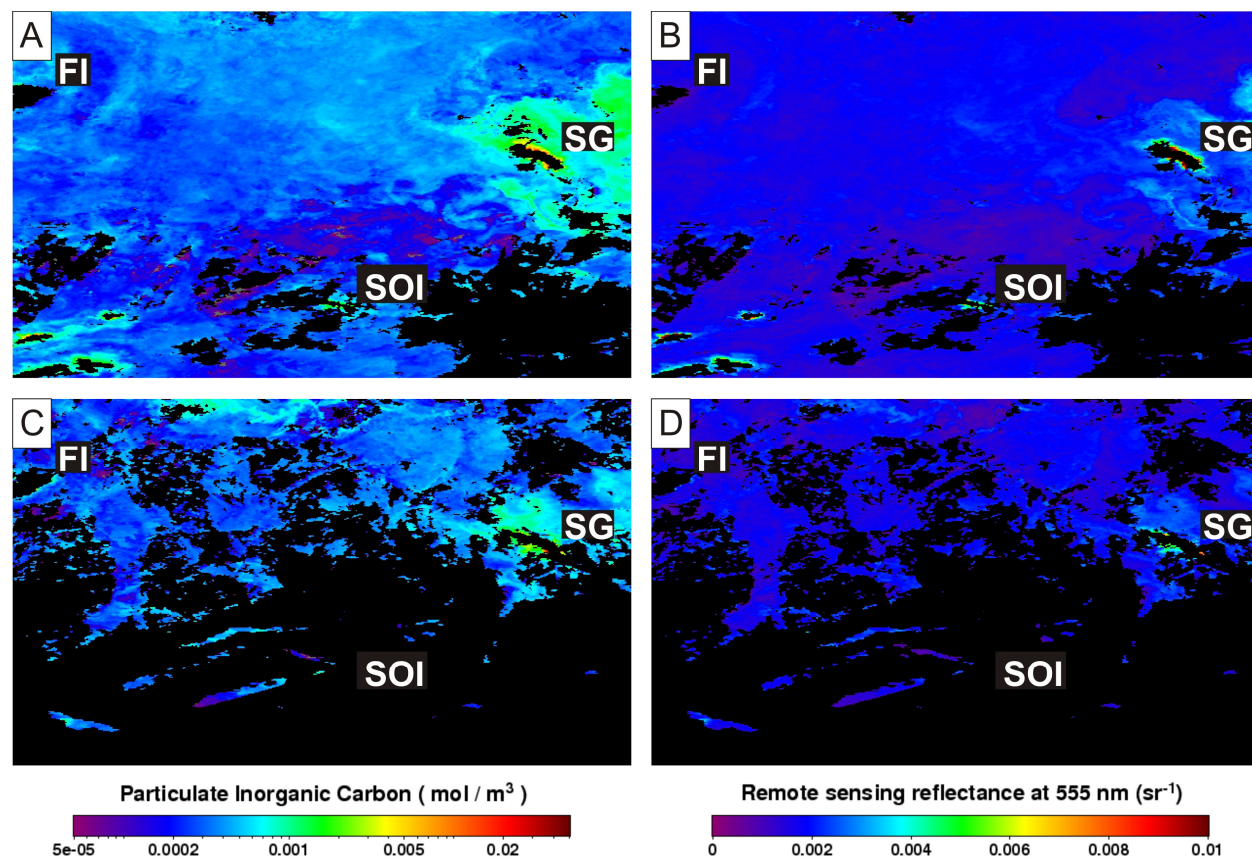 A
FI
SG
SOI
B
FI
SG
SOI
C
FI
SG
SOI
D
FI
SG
SOI
Particulate Inorganic Carbon ( mol / m³ )
5e-05 0.0002 0.001 0.005 0.02
Remote sensing reflectance at 555 nm (sr⁻¹)
0 0.002 0.004 0.006 0.008 0.01